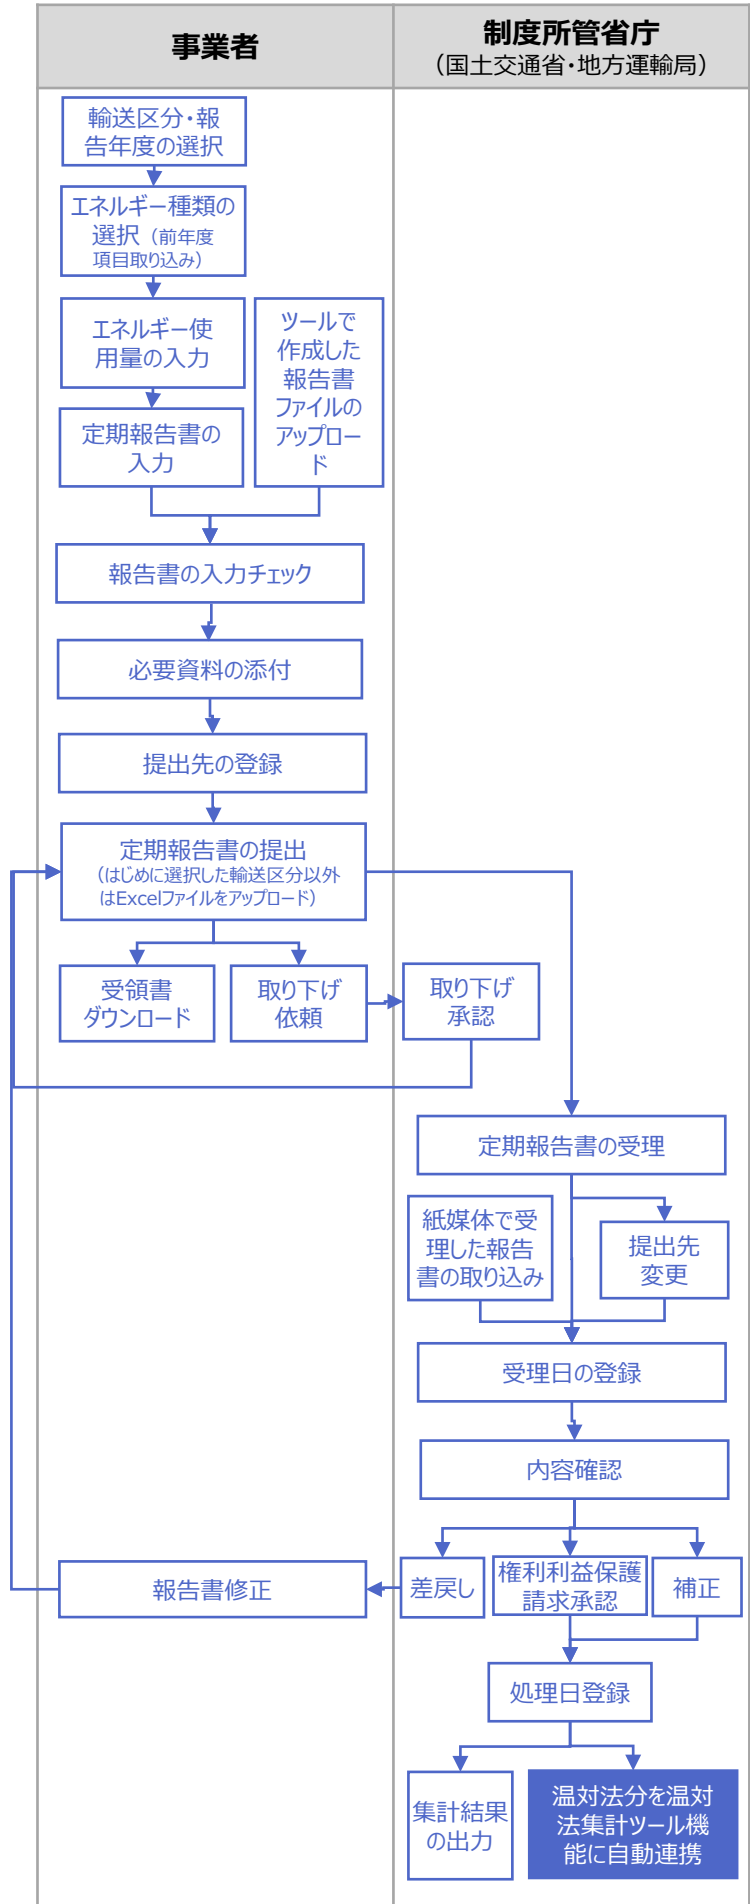 事業者
制度所管省庁
（国土交通省・地方運輸局）
輸送区分・報
告年度の選択
エネルギー種類の
選択（前年度
項目取り込み）
エネルギー使
用量の入力
定期報告書の
入力
ツールで
作成した
報告書
ファイルの
アップロー
ド
報告書の入力チェック
必要資料の添付
提出先の登録
定期報告書の提出
（はじめに選択した輸送区分以外
はExcelファイルをアップロード）
受領書
ダウンロード
取り下げ
依頼
取り下げ
承認
定期報告書の受理
紙媒体で受
理した報告
書の取り込み
提出先
変更
受理日の登録
内容確認
報告書修正
差戻し
権利利益保護
請求承認
補正
処理日登録
集計結果
の出力
温対法分を温対
法集計ツール機
能に自動連携